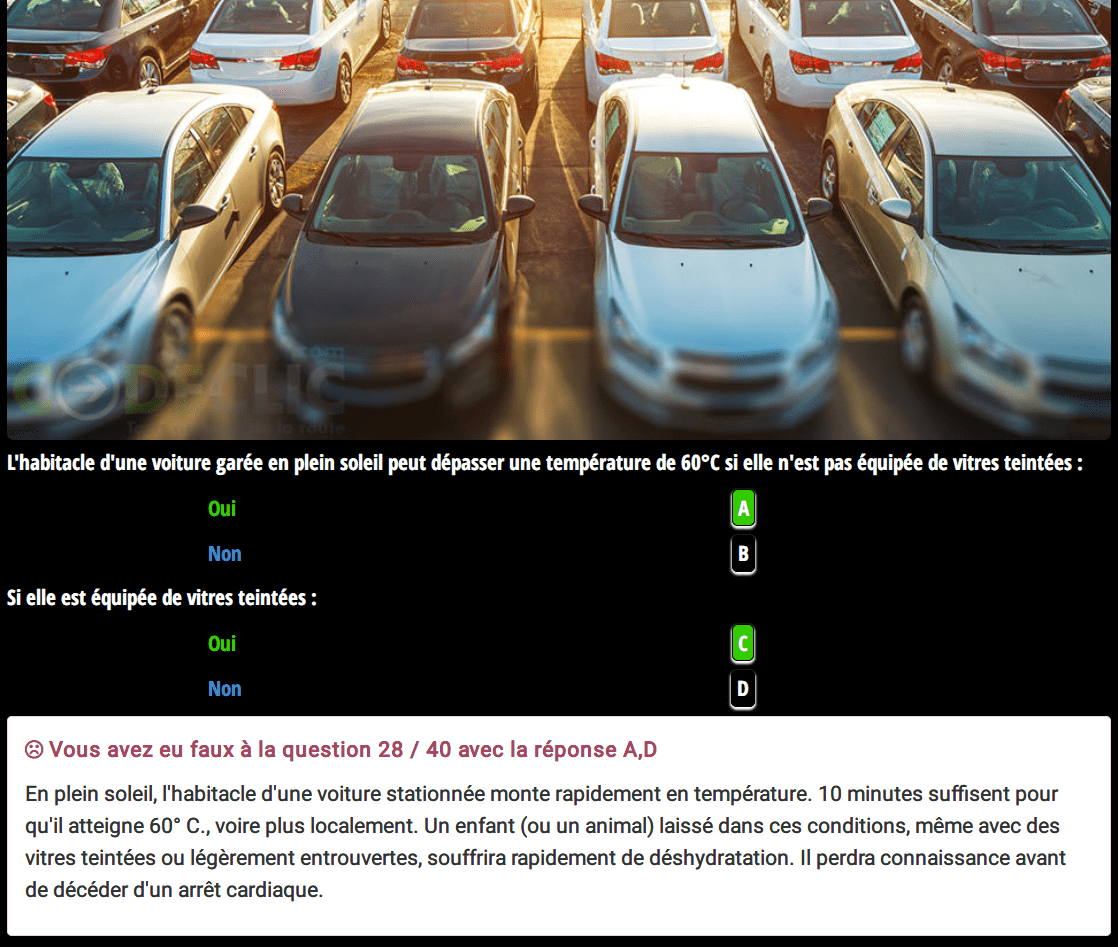 .com
CODECLIC
L'habitacle d'une voiture garée en plein soleil peut dépasser une température de 60°C si elle n'est pas équipée de vitres teintées :
Oui A
Non B
Si elle est équipée de vitres teintées :
Oui C
Non D
Vous avez eu faux à la question 28 / 40 avec la réponse A,D
En plein soleil, l'habitacle d'une voiture stationnée monte rapidement en température. 10 minutes suffisent pour
qu'il atteigne 60° C., voire plus localement. Un enfant (ou un animal) laissé dans ces conditions, même avec des
vitres teintées ou légèrement entrouvertes, souffrira rapidement de déshydratation. Il perdra connaissance avant
de décéder d'un arrêt cardiaque.